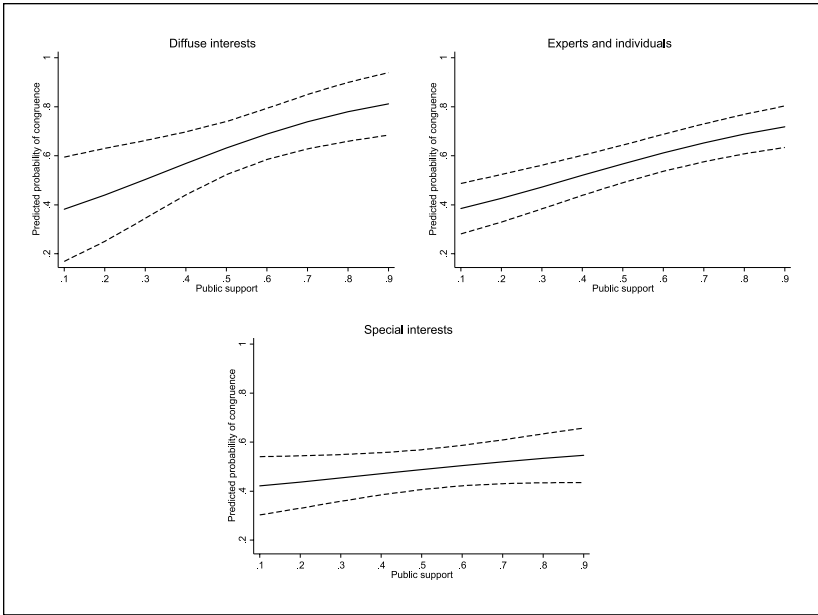 Diffuse interests
Predicted probability of congruence
1
.8
.6
.4
.2
.1 .2 .3 .4 .5 .6 .7 .8 .9
Public support
Experts and individuals
Predicted probability of congruence
1
.8
.6
.4
.2
.1 .2 .3 .4 .5 .6 .7 .8 .9
Public support
Special interests
Predicted probability of congruence
1
.8
.6
.4
.2
.1 .2 .3 .4 .5 .6 .7 .8 .9
Public support